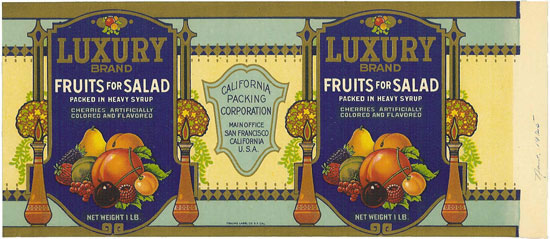 LUXURY
BRAND
FRUITS FOR SALAD
PACKED IN HEAVY SYRUP
CHERRIES ARTIFICIALLY
COLORED AND FLAVORED
NET WEIGHT 1 LB.
CALIFORNIA
PACKING
CORPORATION
MAIN OFFICE
SAN FRANCISCO
CALIFORNIA
U.S.A.
LUXURY
BRAND
FRUITS FOR SALAD
PACKED IN HEAVY SYRUP
CHERRIES ARTIFICIALLY
COLORED AND FLAVORED
NET WEIGHT 1 LB.